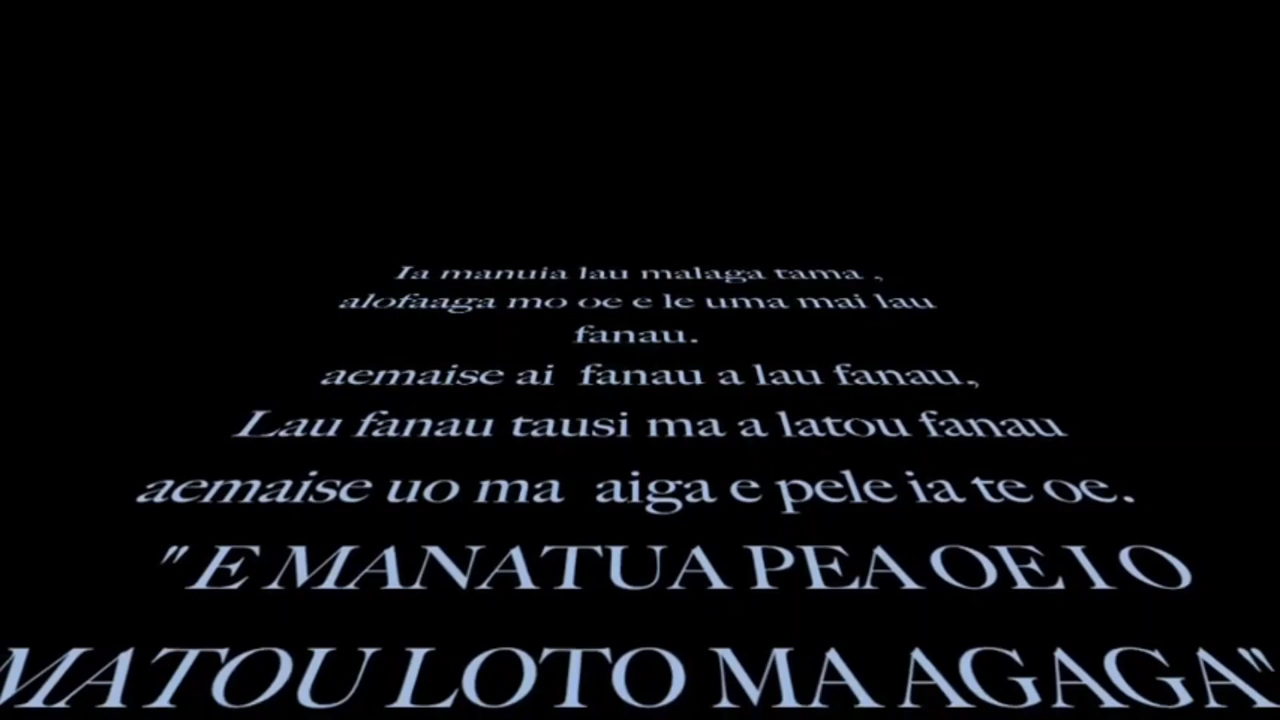 Ia manuia lau malaga tama ,
alofaaga mo oe e le uma mai lau
fanau.
aemaise ai fanau a lau fanau.,
Lau fanau tausi ma a latou fanau
aemaise uo ma aiga e pele ia te oe.
"E MANATUA PEA OE I O
MATOU LOTO MA AGAGA"